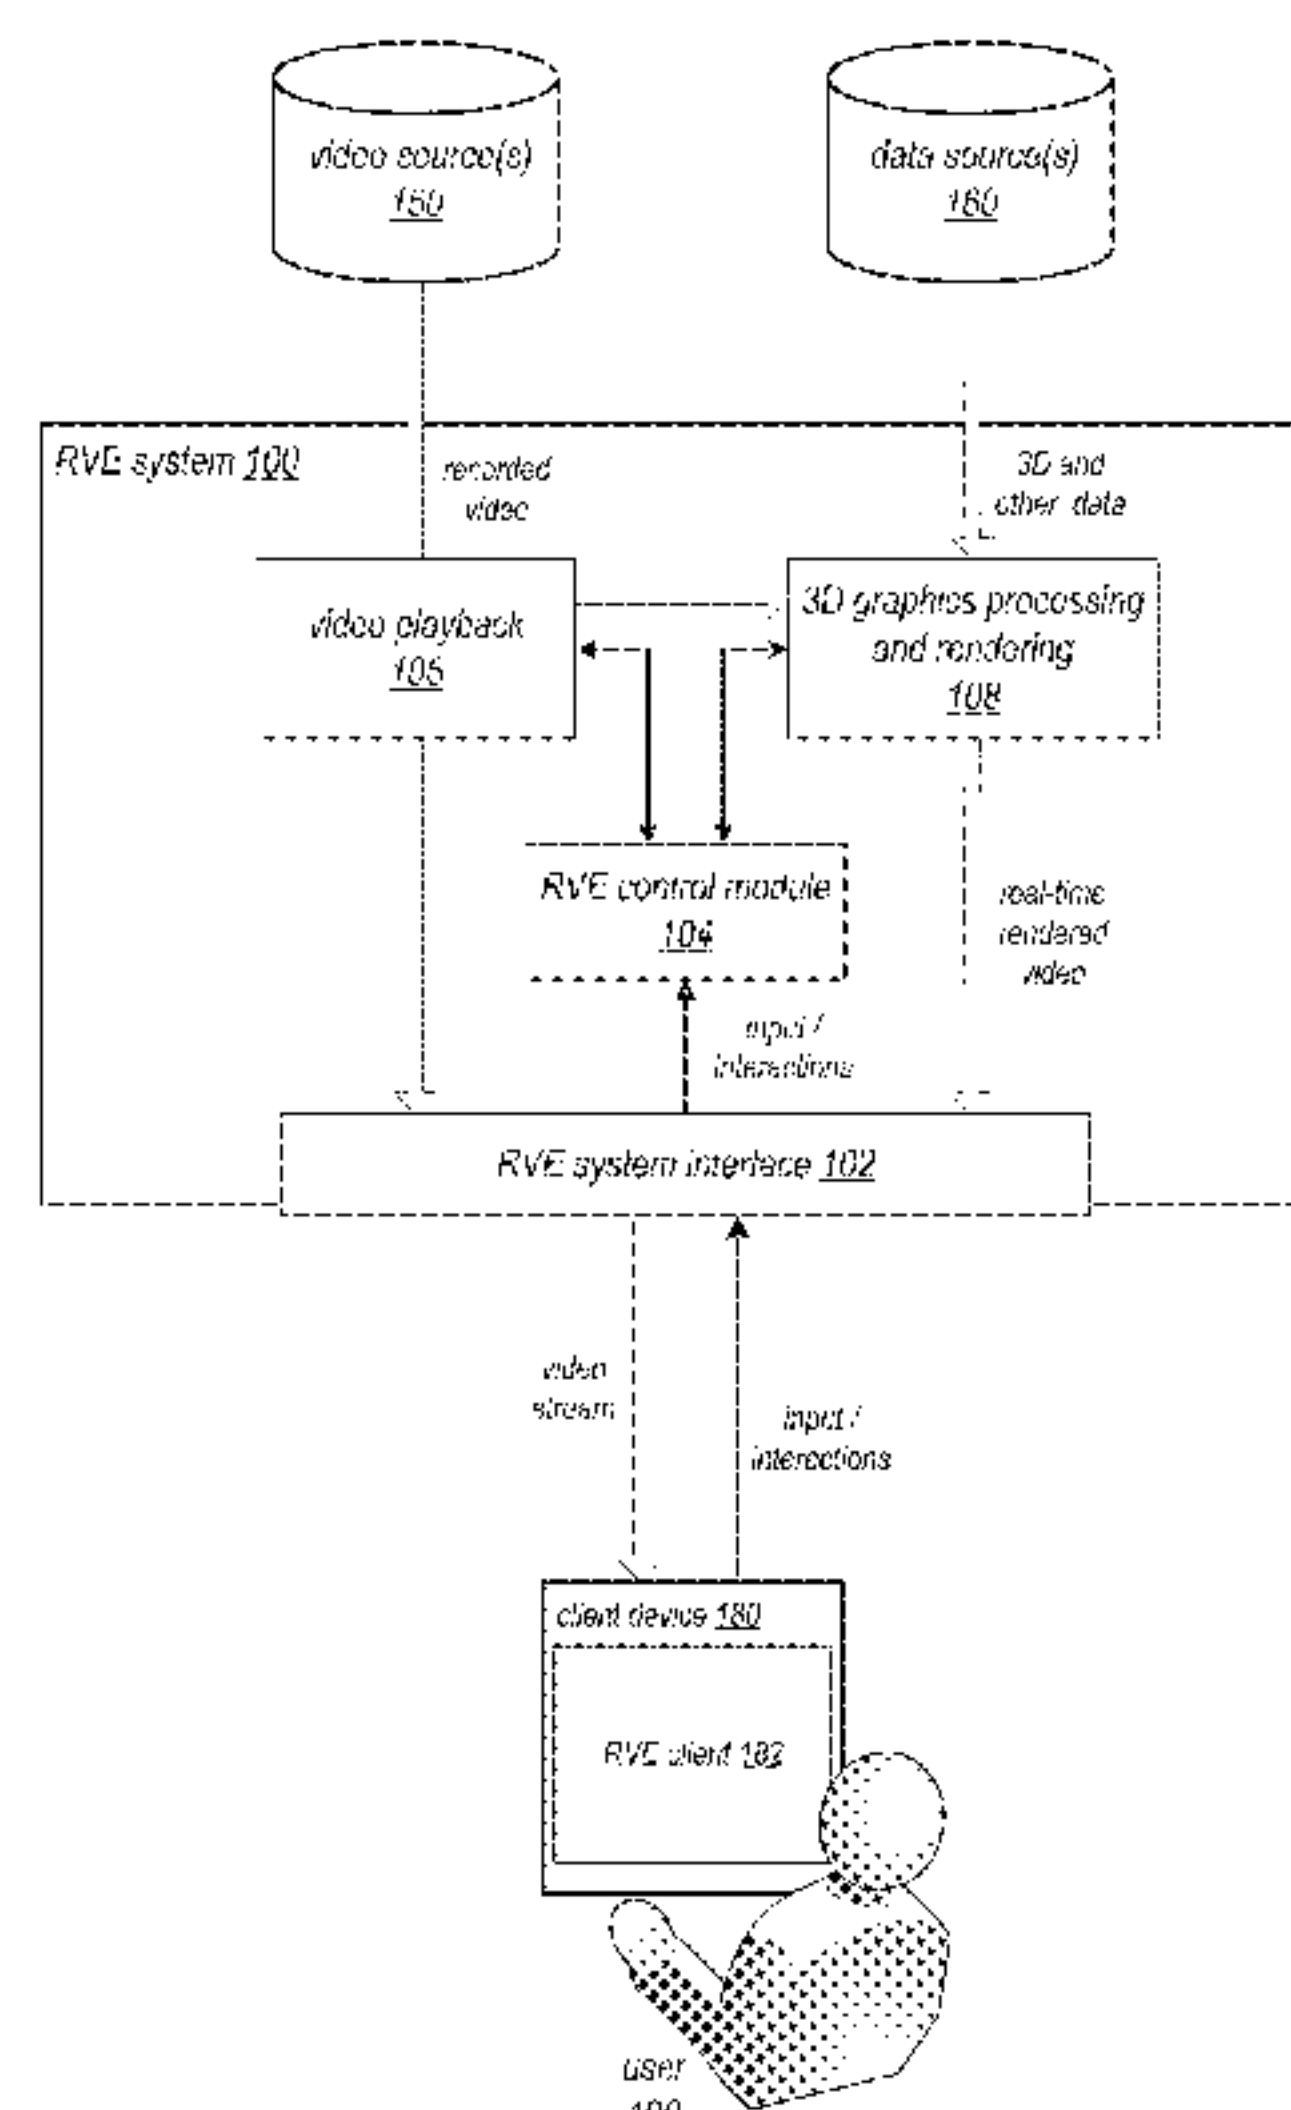 video source(s)
150
data source(s)
160
RVE system 100
recorded
video
3D and
other data
video playback
106
3D graphics processing
and rendering
108
RVE control module
104
real-time
rendered
video
input /
interactions
RVE system interface 102
video
stream
input /
interactions
client device 180
RVE client 182
user